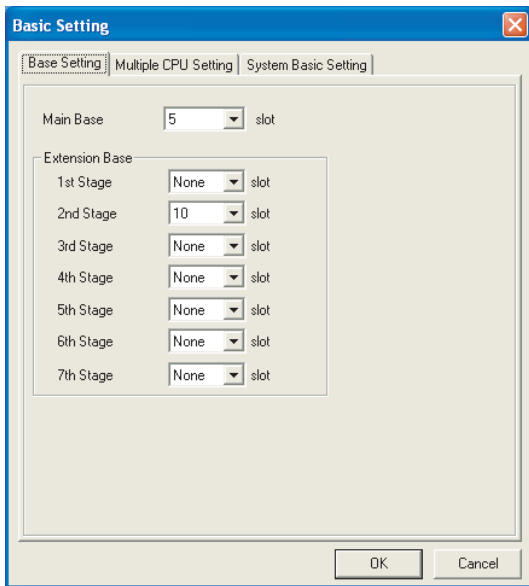 Basic Setting
Base Setting Multiple CPU Setting System Basic Setting
Main Base 5 slot
Extension Base
1st Stage None slot
2nd Stage 10 slot
3rd Stage None slot
4th Stage None slot
5th Stage None slot
6th Stage None slot
7th Stage None slot
OK Cancel